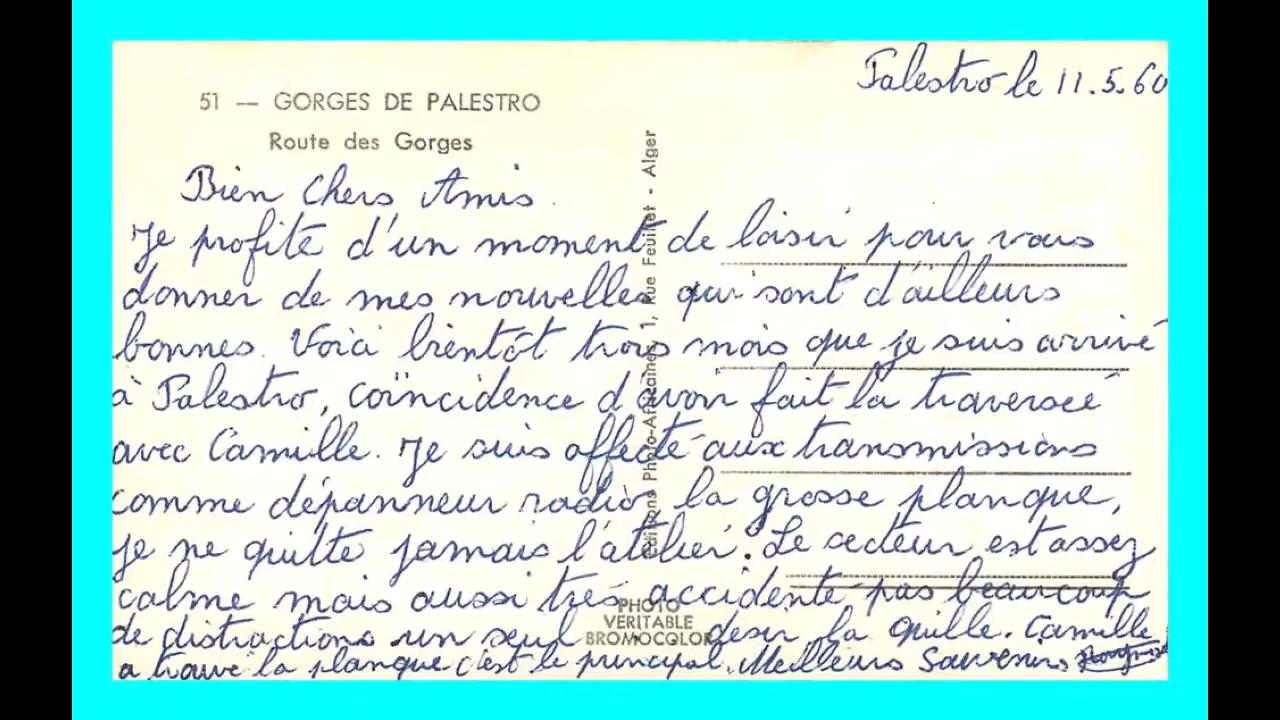 Palestro le 11.5.60
51 — GORGES DE PALESTRO
Route des Gorges
Bien Chers Amis.
Je profite d'un moment de loisir pour vous
donner de mes nouvelles qui sont d'ailleurs
bonnes. Voici bientôt trois mois que je suis arrivé
à Palestro, coïncidence d'avoir fait la traversée
avec Camille. Je suis affecté aux transmissions
comme dépanneur radio, la grosse planque,
je ne quitte jamais l'atelier. Le secteur est assez
calme mais aussi très accidenté pas beaucoup
de distractions un seul desir la quille. Camille
a trouvé la planque c'est le principal. Meilleurs Souvenirs
Editions Photo-Africaines, 1, Rue Feuillet - Alger
PHOTO
VERITABLE
BROMOCOLOR